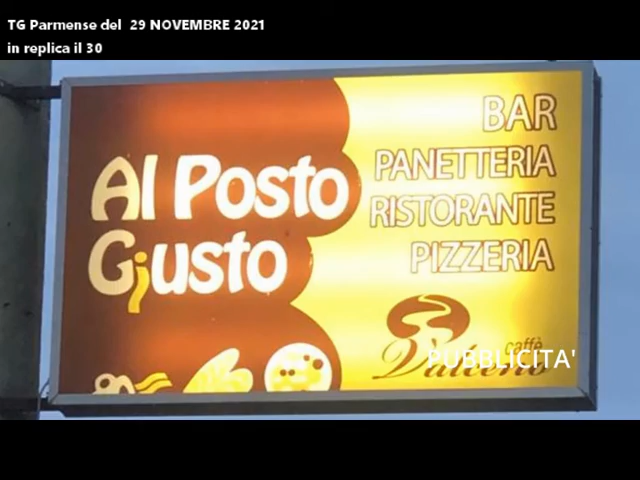 TG Parmense del 29 NOVEMBRE 2021
in replica il 30
Al Posto
Giusto
BAR
PANETTERIA
RISTORANTE
PIZZERIA
caffè
PUBBLICITA'